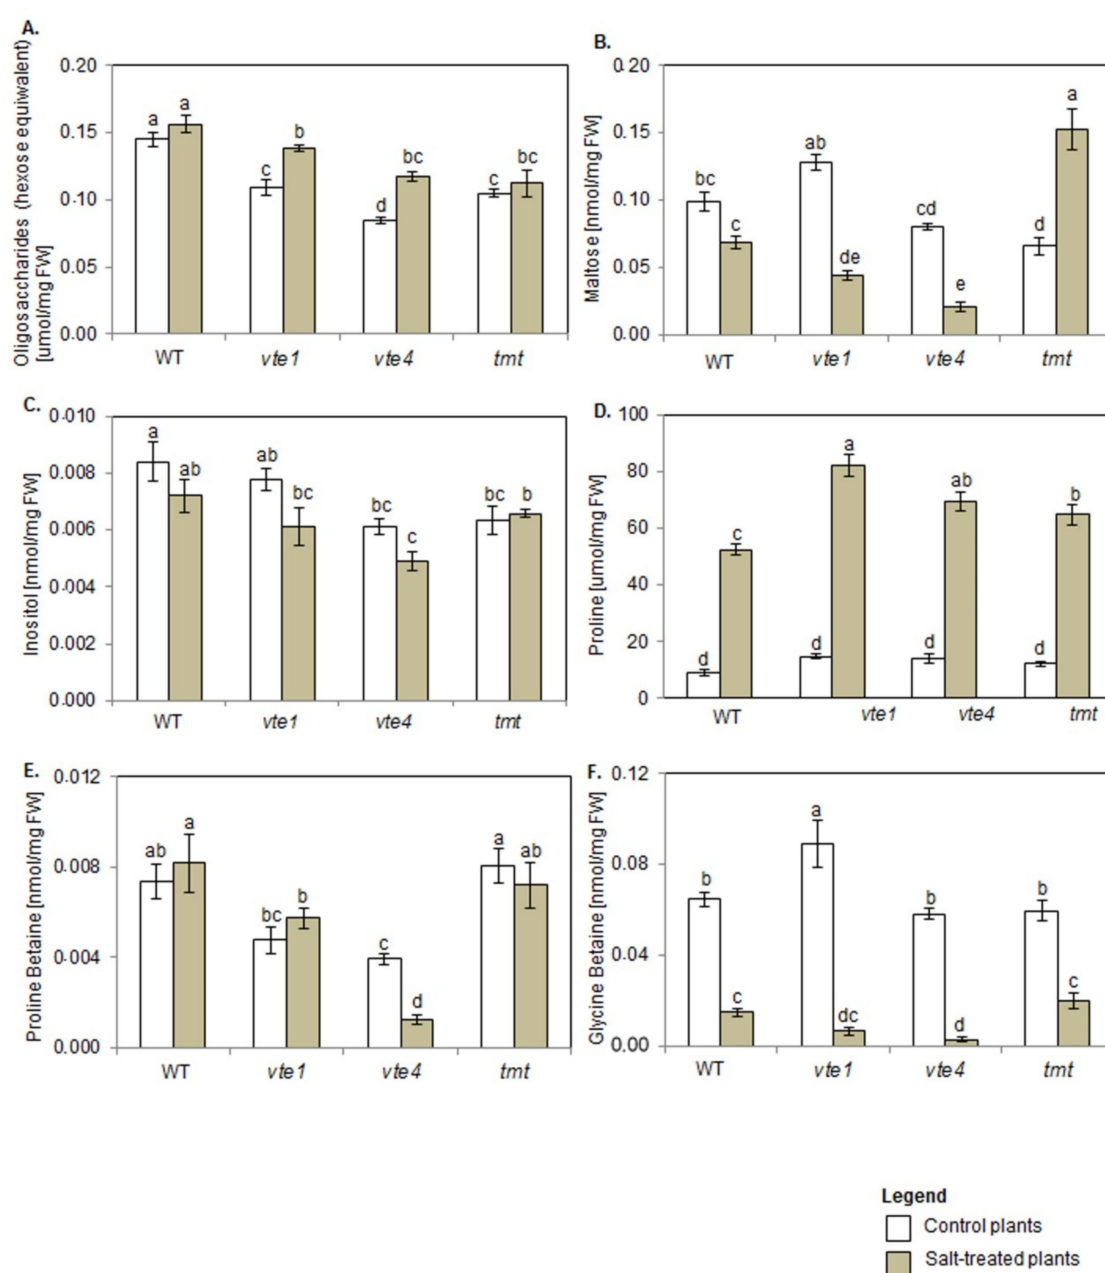 A.
Oligosaccharides (hexose equiwalent)
[umol/mg FW]
0.20
0.15
0.10
0.05
0.00
a
a
c
b
d
bc
c
bc
WT
vte1
vte4
tmt
B.
Maltose [nmol/mg FW]
0.20
0.15
0.10
0.05
0.00
bc
c
ab
de
cd
e
d
a
WT
vte1
vte4
tmt
C.
Inositol [nmol/mg FW]
0.010
0.008
0.006
0.004
0.002
0.000
a
ab
ab
bc
bc
c
bc
b
WT
vte1
vte4
tmt
D.
Proline [umol/mg FW]
100
80
60
40
20
0
d
c
d
a
d
ab
d
b
WT
vte1
vte4
tmt
E.
Proline Betaine [nmol/mg FW]
0.012
0.008
0.004
0.000
ab
a
bc
b
c
d
a
ab
WT
vte1
vte4
tmt
F.
Glycine Betaine [nmol/mg FW]
0.12
0.08
0.04
0.00
b
c
a
dc
b
d
b
c
WT
vte1
vte4
tmt
Legend
Control plants
Salt-treated plants